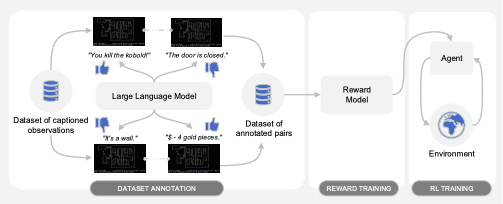 "You kill the kobold!"
"The door is closed."
Large Language Model
Dataset of captioned
observations
"It's a wall."
"$ - 4 gold pieces."
Dataset of
annotated pairs
DATASET ANNOTATION
Reward
Model
REWARD TRAINING
Agent
Environment
RL TRAINING